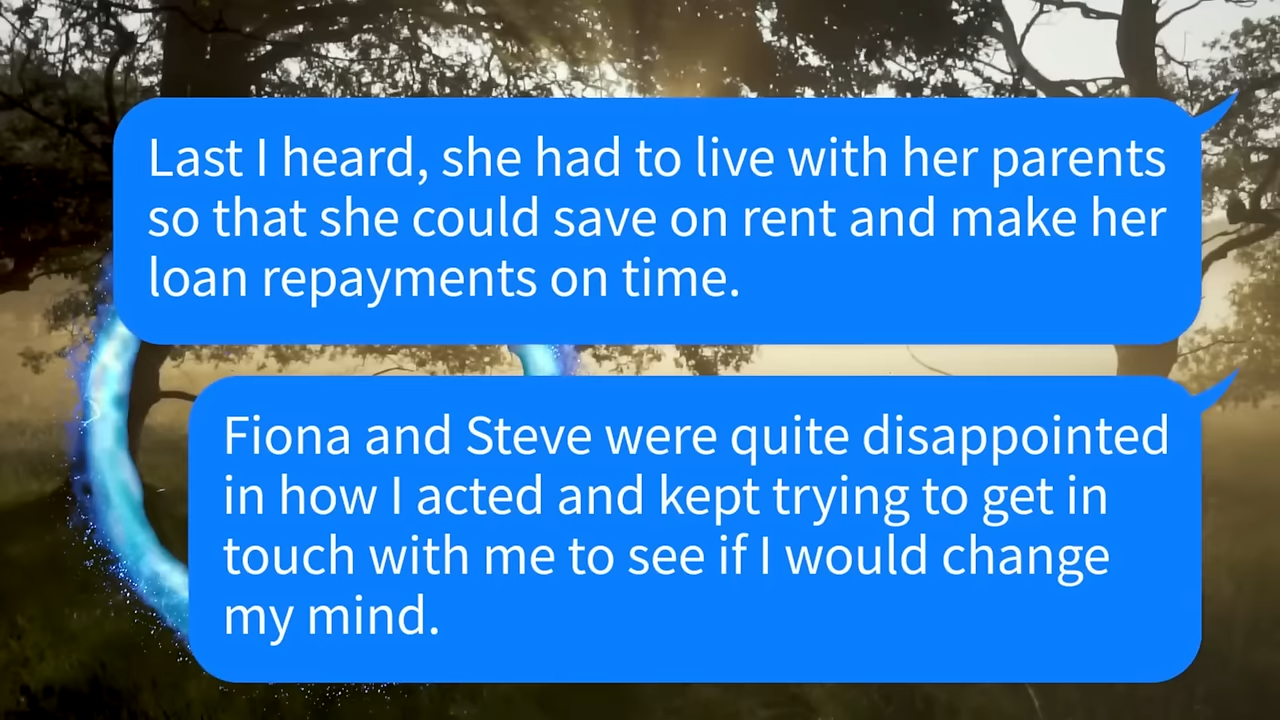 Last I heard, she had to live with her parents
so that she could save on rent and make her
loan repayments on time.
Fiona and Steve were quite disappointed
in how I acted and kept trying to get in
touch with me to see if I would change
my mind.